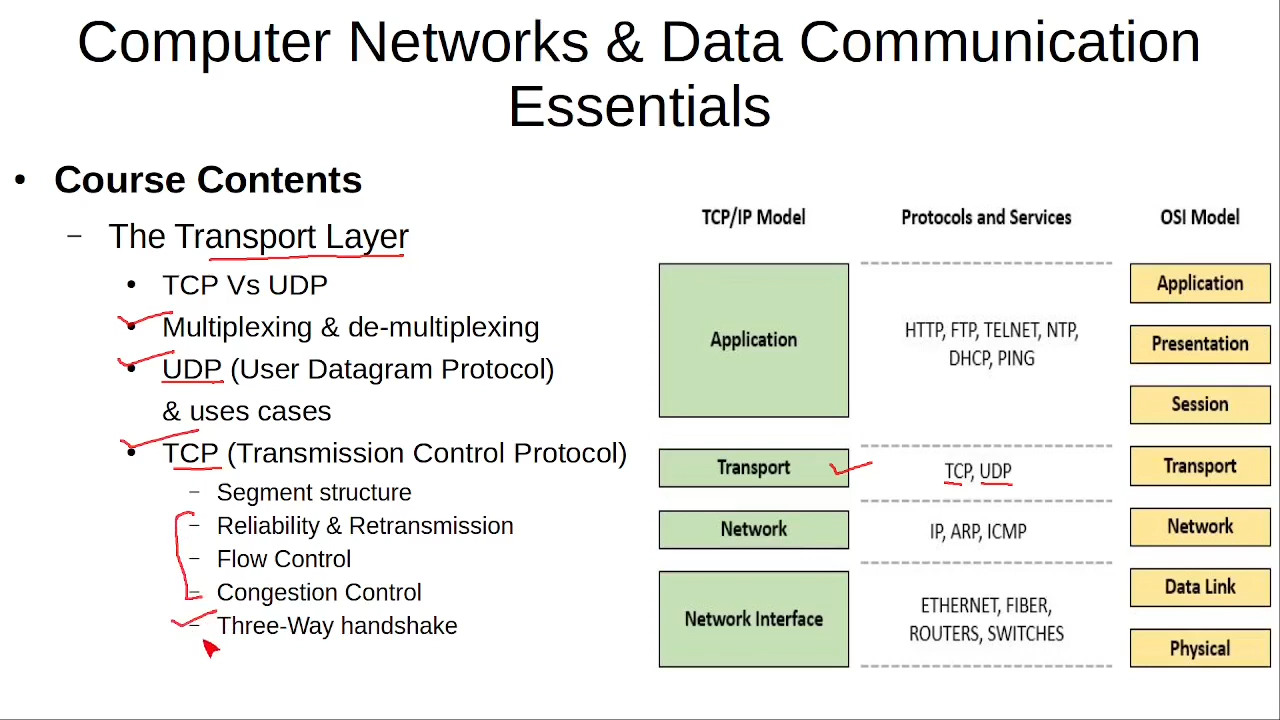 Computer Networks & Data Communication
Essentials
• Course Contents
– The Transport Layer
• TCP Vs UDP
• Multiplexing & de-multiplexing
• UDP (User Datagram Protocol)
& uses cases
• TCP (Transmission Control Protocol)
– Segment structure
– Reliability & Retransmission
– Flow Control
– Congestion Control
– Three-Way handshake
TCP/IP Model
Application
Transport
Network
Network Interface
Protocols and Services
HTTP, FTP, TELNET, NTP,
DHCP, PING
TCP, UDP
IP, ARP, ICMP
ETHERNET, FIBER,
ROUTERS, SWITCHES
OSI Model
Application
Presentation
Session
Transport
Network
Data Link
Physical